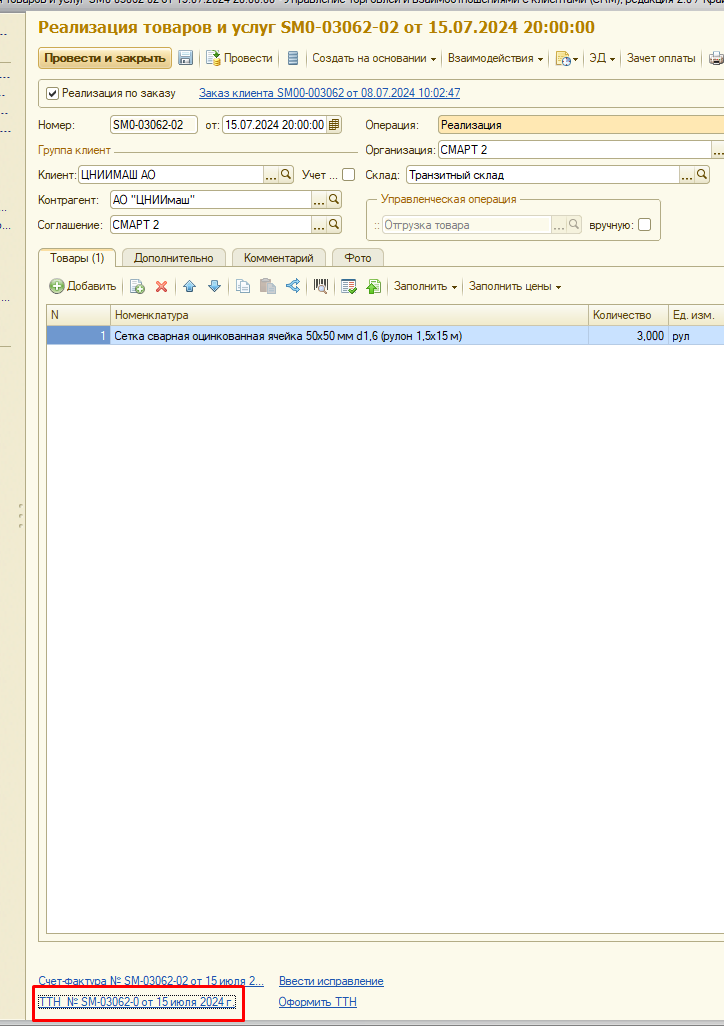 Реализация товаров и услуг SM0-03062-02 от 15.07.2024 20:00:00
Провести и закрыть Провести Создать на основании Взаимодействия ЭД Зачет оплаты
Реализация по заказу Заказ клиента SM00-003062 от 08.07.2024 10:02:47
Номер: SM0-03062-02 от: 15.07.2024 20:00:00 Операция: Реализация
Группа клиент Организация: СМАРТ 2
Клиент: ЦНИИМАШ АО ... Учет ... Склад: Транзитный склад ...
Контрагент: АО "ЦНИИмаш" ... Управленческая операция
Соглашение: СМАРТ 2 ... :: Отгрузка товара ... вручную:
Товары (1) Дополнительно Комментарий Фото
Добавить Заполнить Заполнить цены
N Номенклатура Количество Ед. изм.
1 Сетка сварная оцинкованная ячейка 50х50 мм d1,6 (рулон 1,5х15 м) 3,000 рул
Счет-фактура № SM-03062-02 от 15 июля 2... Ввести исправление
ТТН № SM-03062-0 от 15 июля 2024 г. Оформить ТТН